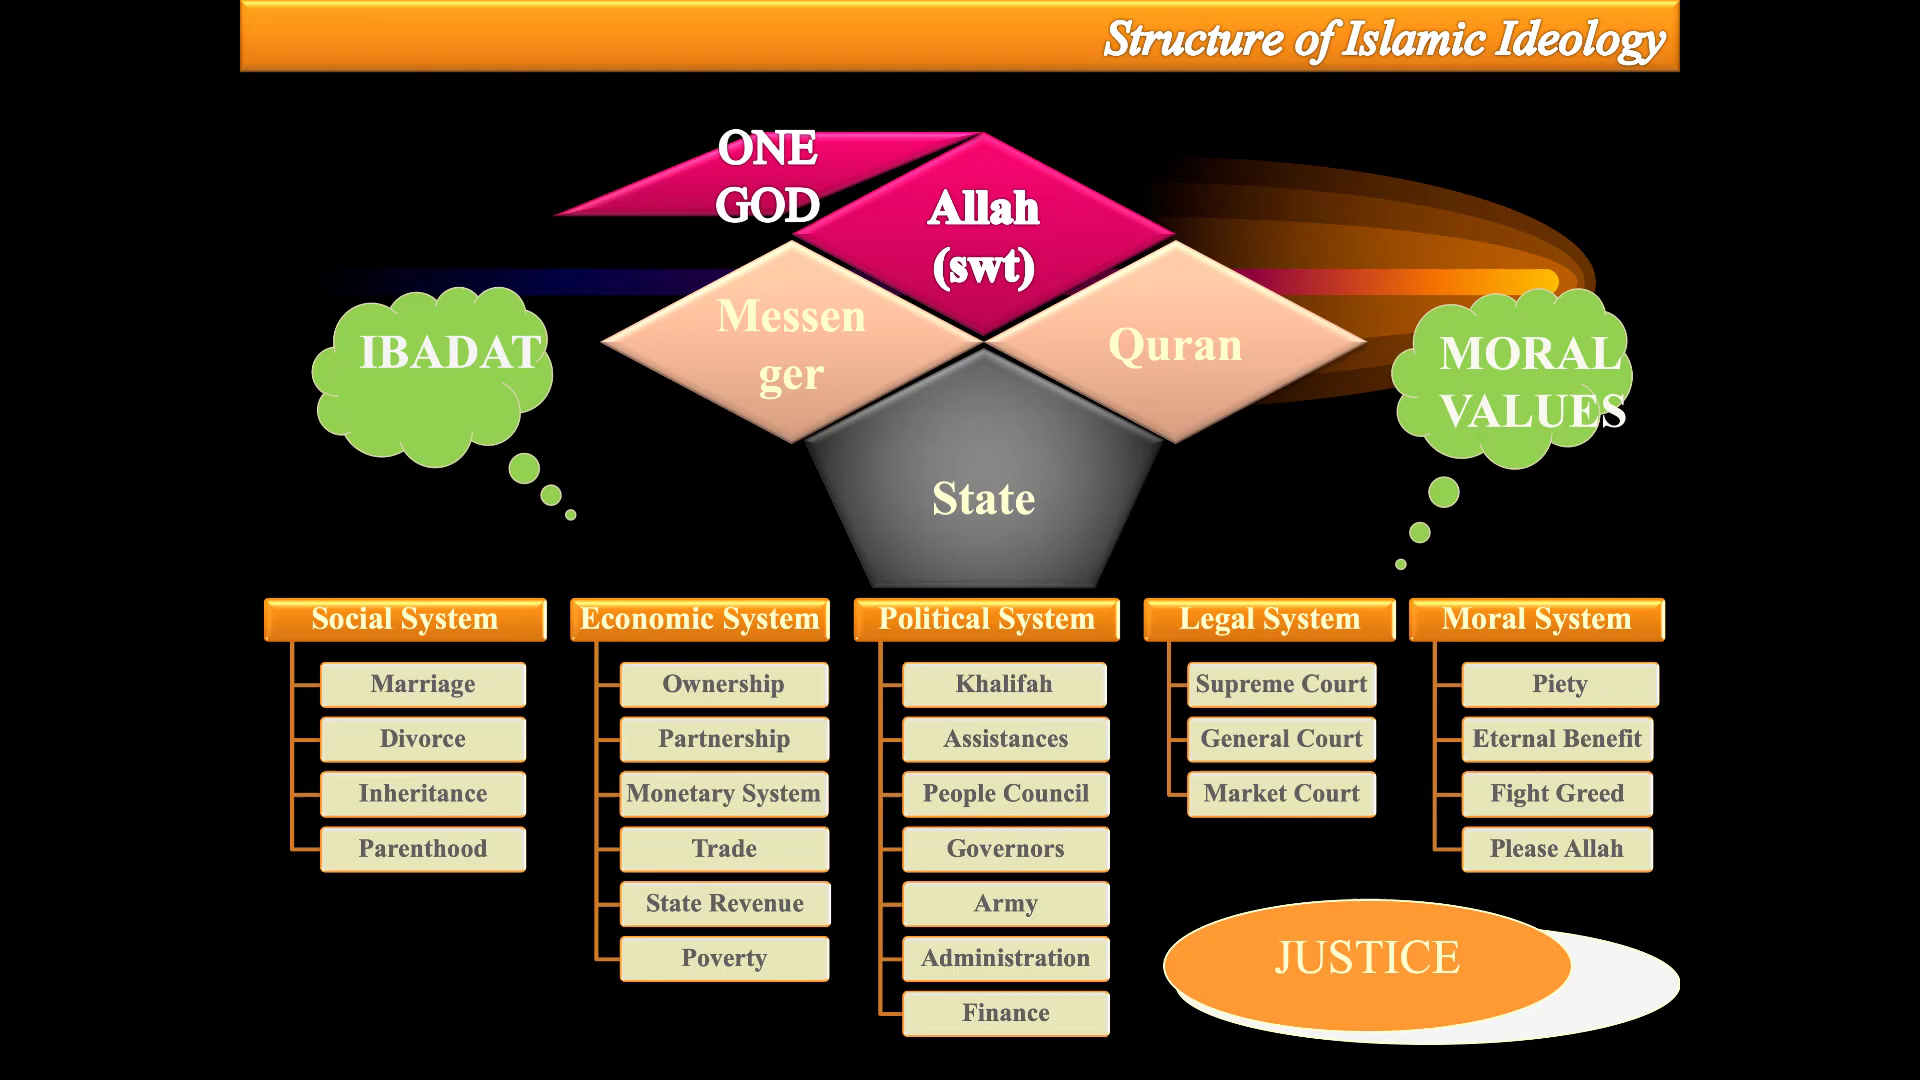 Structure of Islamic Ideology
ONE
GOD
Allah
(swt)
Messen
ger
Quran
IBADAT
MORAL
VALUES
State
Social System
Marriage
Divorce
Inheritance
Parenthood
Economic System
Ownership
Partnership
Monetary System
Trade
State Revenue
Poverty
Political System
Khalifah
Assistances
People Council
Governors
Army
Administration
Finance
Legal System
Supreme Court
General Court
Market Court
Moral System
Piety
Eternal Benefit
Fight Greed
Please Allah
JUSTICE